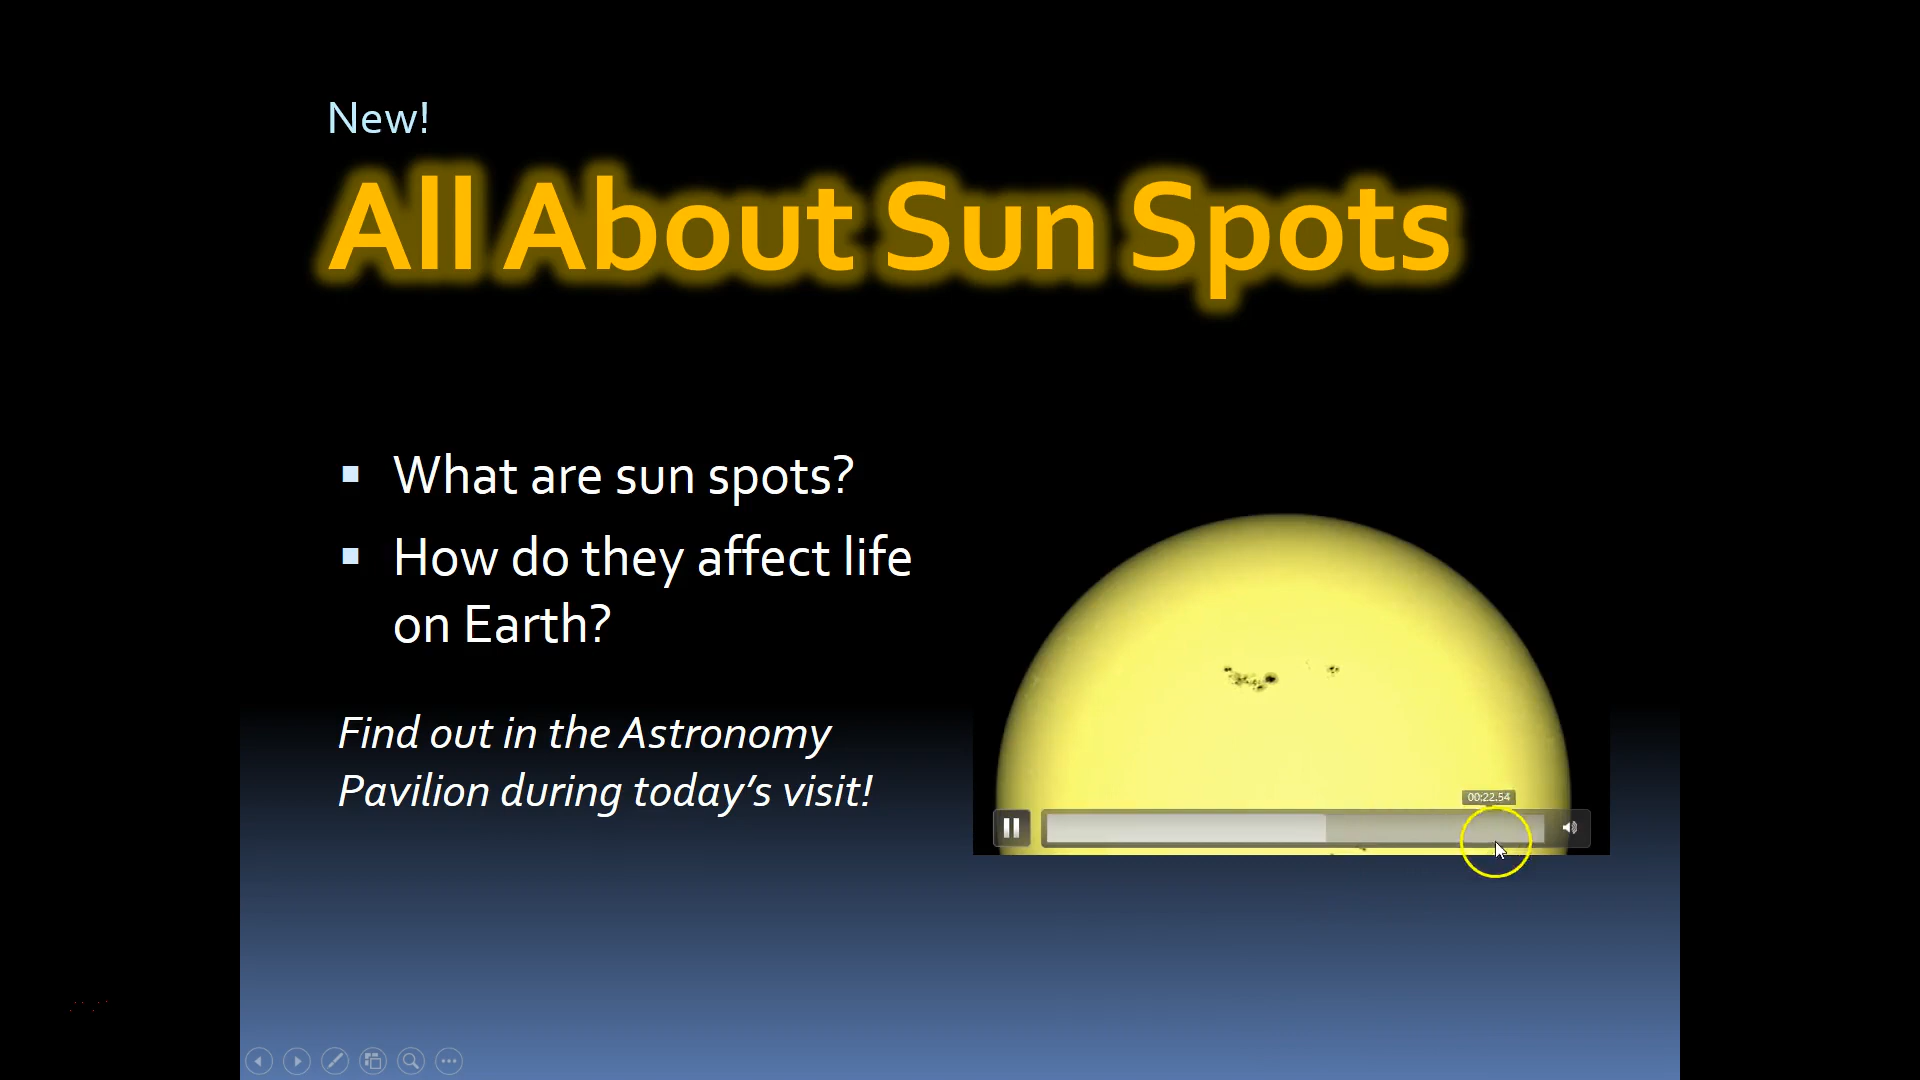 New!
All About Sun Spots
What are sun spots?
How do they affect life
on Earth?
Find out in the Astronomy
Pavilion during today's visit!
00:22.54